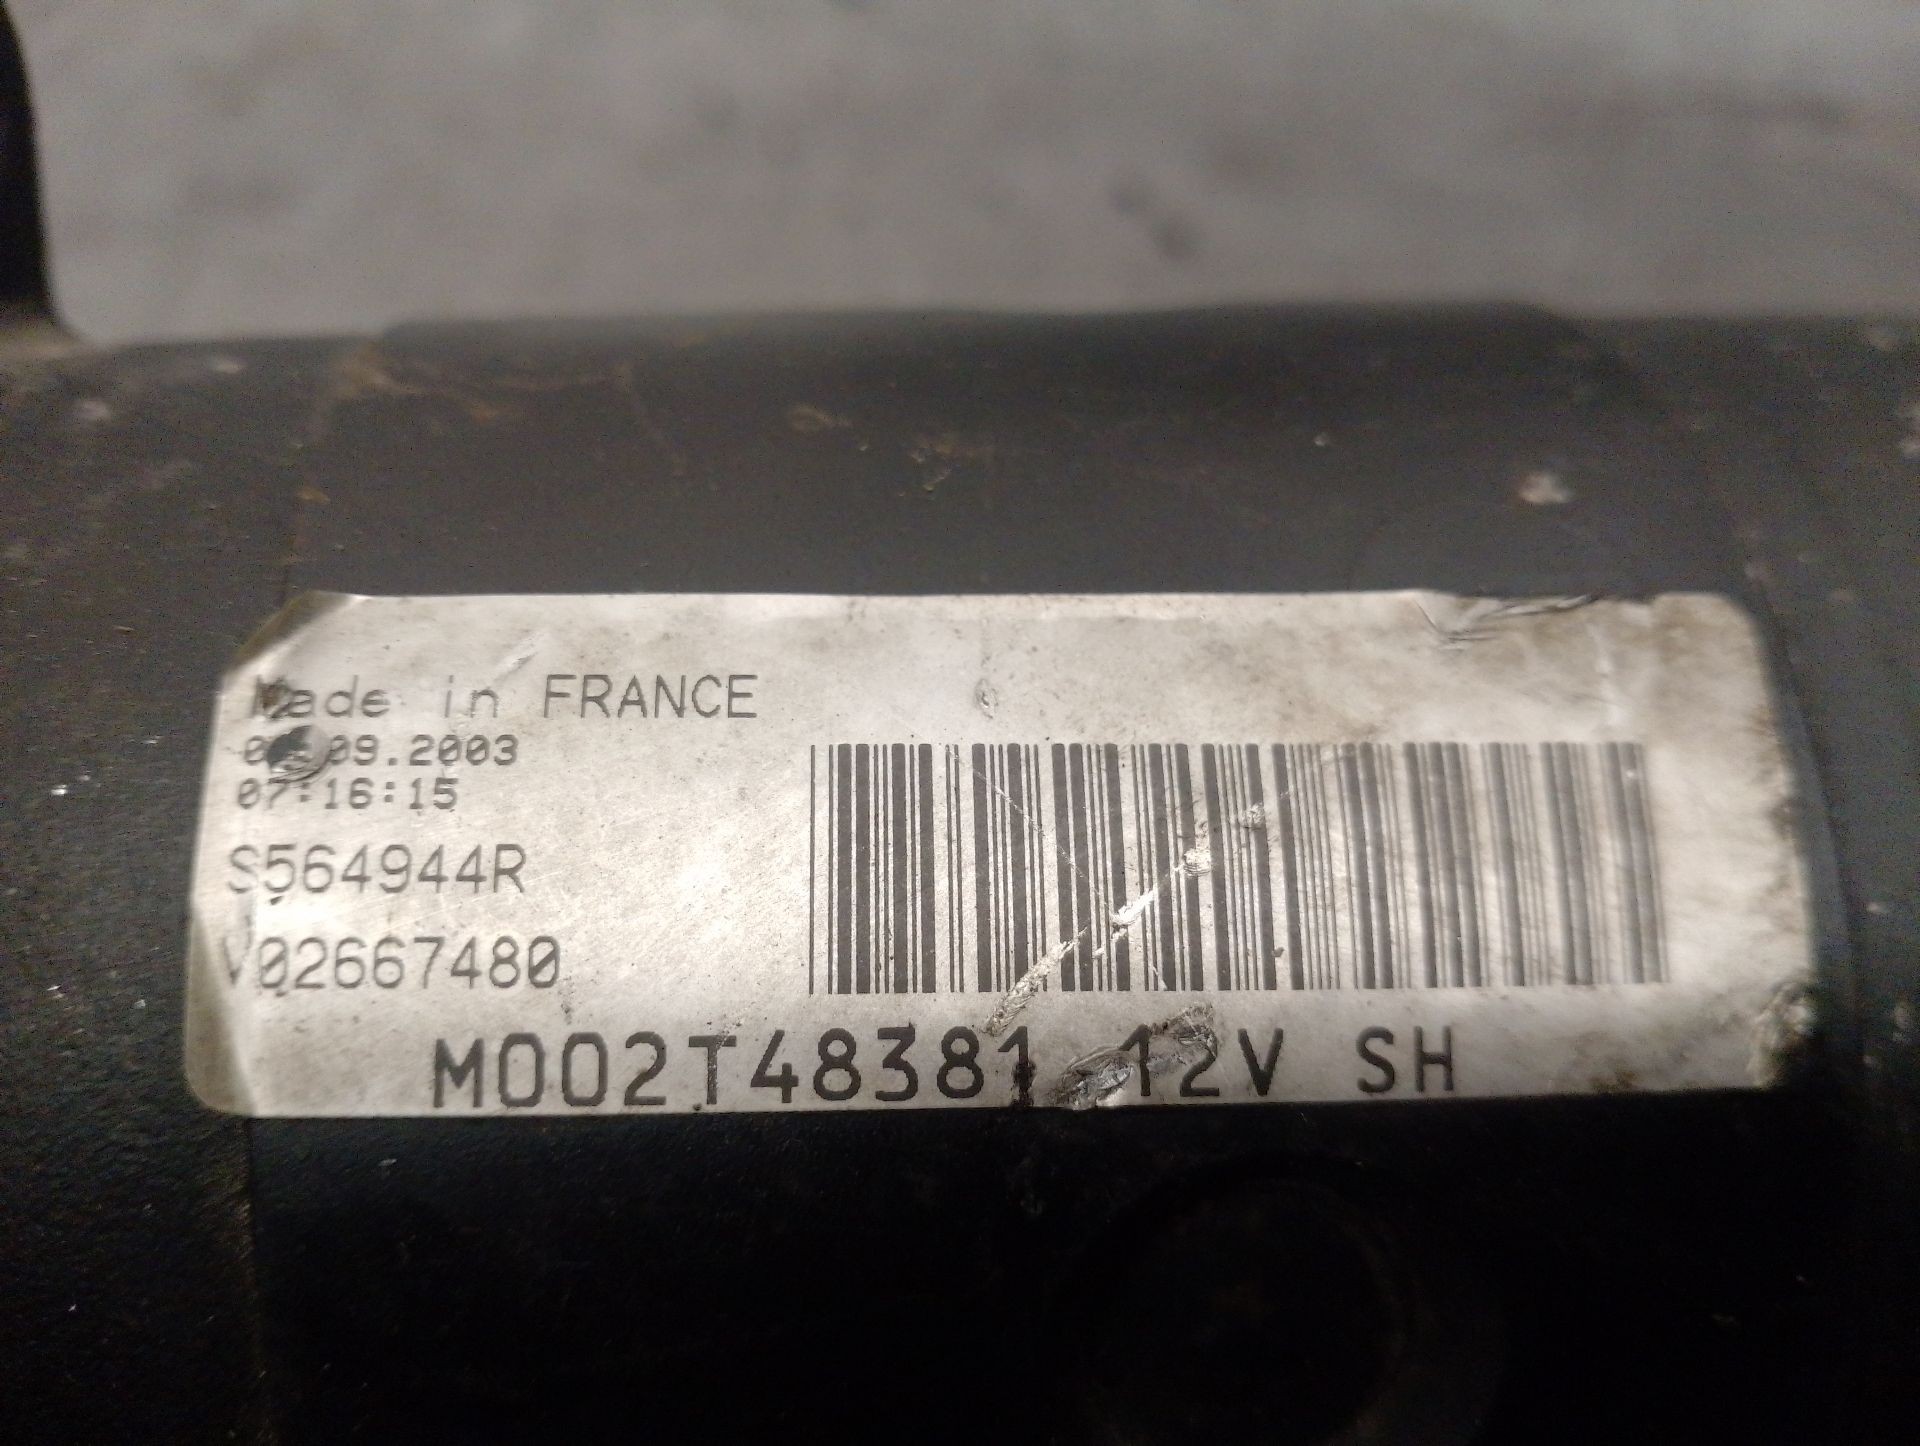 Made in FRANCE
07:16:15
S564944R
V02667480
M002T48381 12V SH